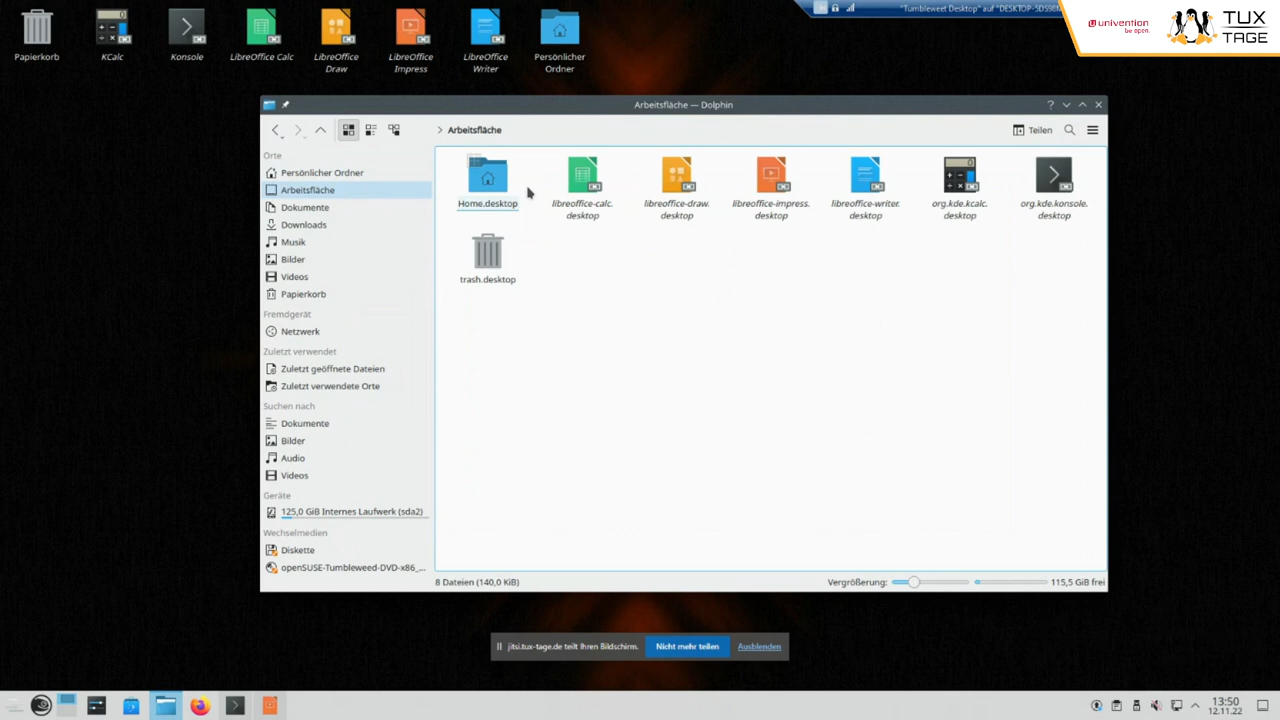 "Tumbleweet Desktop" auf
univention
be open.
TUX
TAGE
Papierkorb
KCalc
Konsole
LibreOffice Calc
LibreOffice
Draw
LibreOffice
Impress
LibreOffice
Writer
Persönlicher
Ordner
Arbeitsfläche — Dolphin
Arbeitsfläche
Teilen
Orte
Persönlicher Ordner
Arbeitsfläche
Dokumente
Downloads
Musik
Bilder
Videos
Papierkorb
Fremdgerät
Netzwerk
Zuletzt verwendet
Zuletzt geöffnete Dateien
Zuletzt verwendete Orte
Suchen nach
Dokumente
Bilder
Audio
Videos
Geräte
125,0 GiB Internes Laufwerk (sda2)
Wechselmedien
Diskette
openSUSE-Tumbleweed-DVD-x86_...
Home.desktop
libreoffice-calc.
desktop
libreoffice-draw.
desktop
libreoffice-impress.
desktop
libreoffice-writer.
desktop
org.kde.kcalc.
desktop
org.kde.konsole.
desktop
trash.desktop
8 Dateien (140,0 KiB)
Vergrößerung:
115,5 GiB frei
jitsi.tux-tage.de teilt Ihren Bildschirm.
Nicht mehr teilen
Ausblenden
13:50
12.11.22